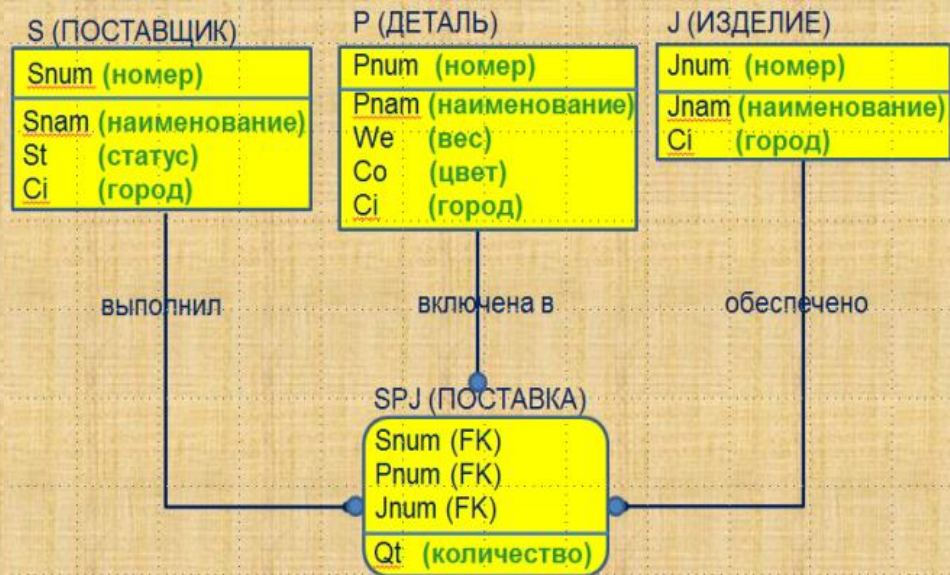 S (ПОСТАВЩИК)
Snum (номер)
Snam (наименование)
St (статус)
Ci (город)
P (ДЕТАЛЬ)
Pnum (номер)
Pnam (наименование)
We (вес)
Co (цвет)
Ci (город)
J (ИЗДЕЛИЕ)
Jnum (номер)
Jnam (наименование)
Ci (город)
выполнил
включена в
обеспечено
SPJ (ПОСТАВКА)
Snum (FK)
Pnum (FK)
Jnum (FK)
Qt (количество)